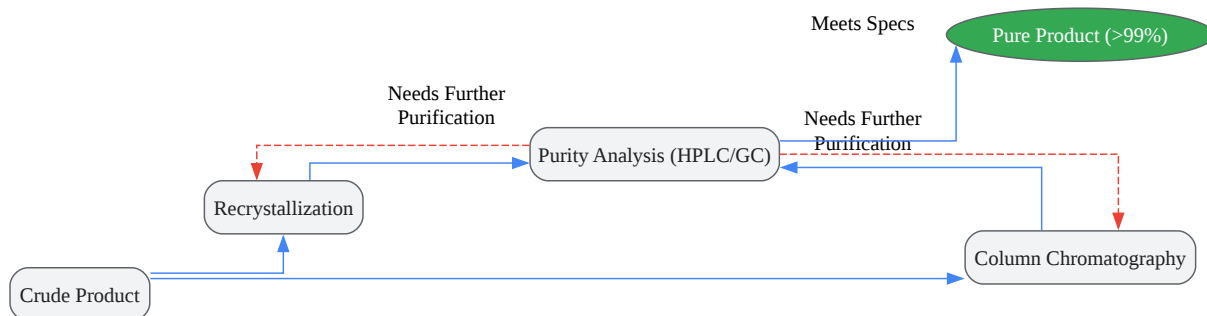 Meets Specs
Pure Product (>99%)
Needs Further
Purification
Needs Further
Purification
Purity Analysis (HPLC/GC)
Recrystallization
Column Chromatography
Crude Product